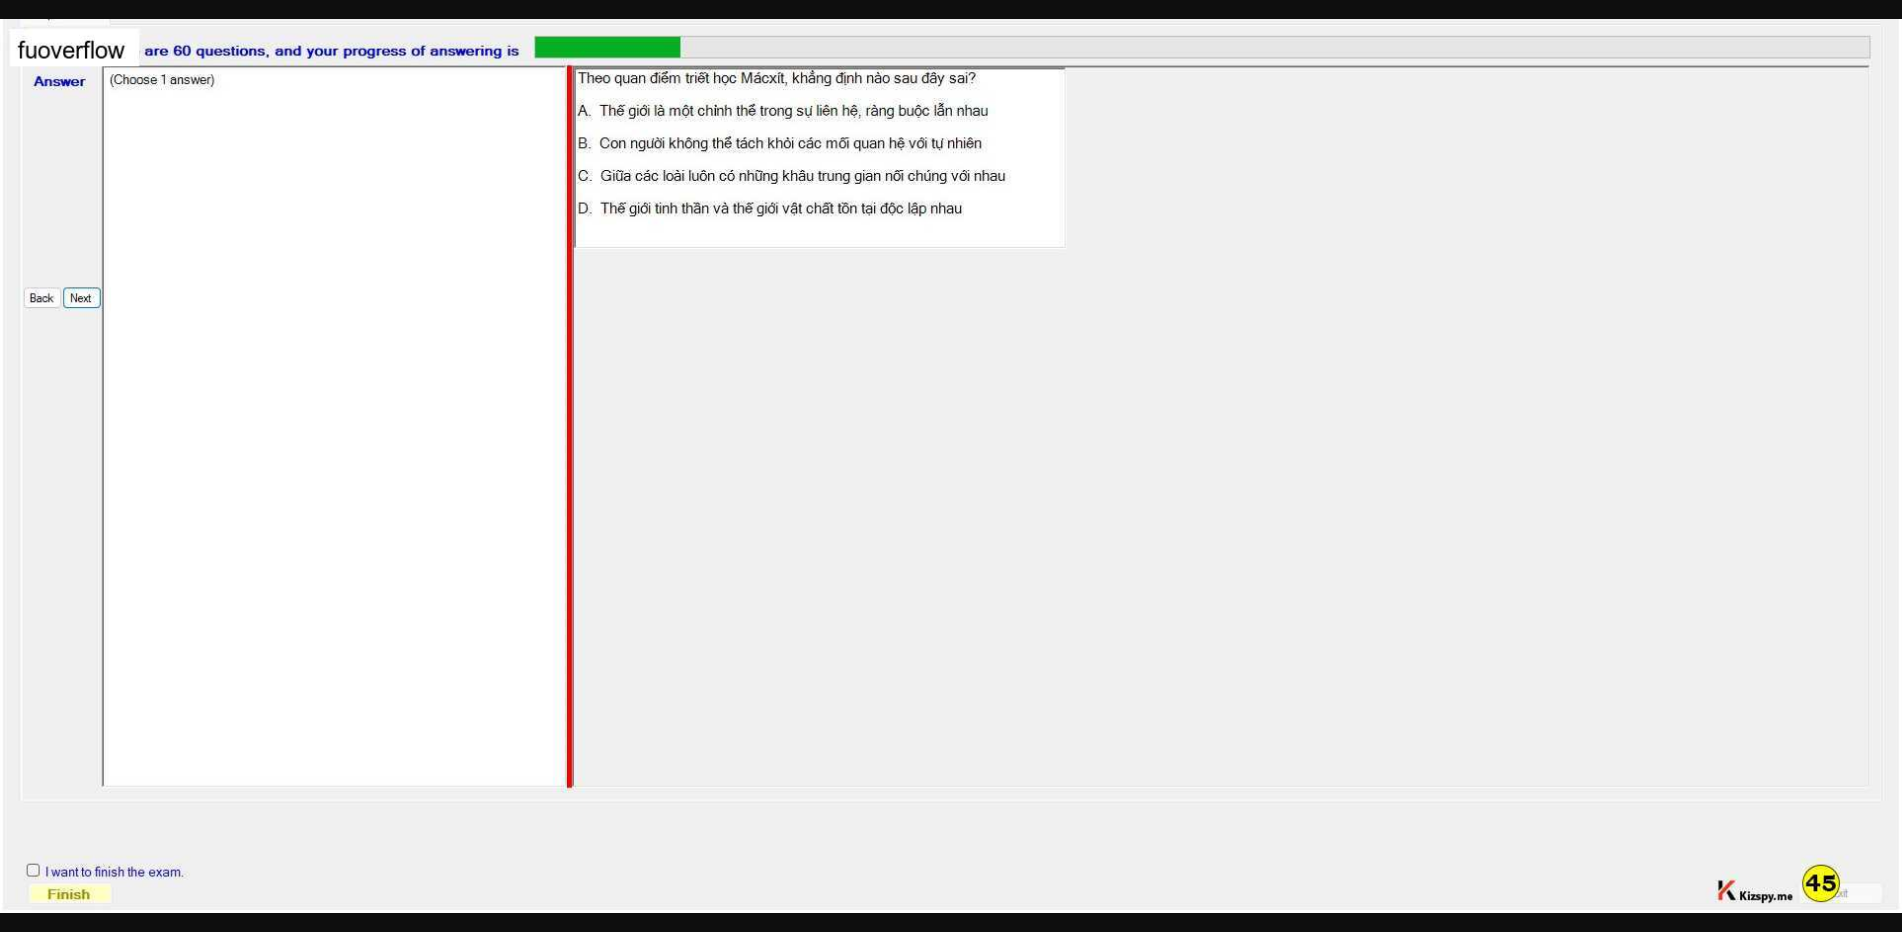 fuoverflow are 60 questions, and your progress of answering is
Answer
(Choose 1 answer)
Theo quan điểm triết học Mácxít, khẳng định nào sau đây sai?
A. Thế giới là một chỉnh thể trong sự liên hệ, ràng buộc lẫn nhau
B. Con người không thể tách khỏi các mối quan hệ với tự nhiên
C. Giữa các loài luôn có những khâu trung gian nối chúng với nhau
D. Thế giới tinh thần và thế giới vật chất tồn tại độc lập nhau
Back Next
I want to finish the exam.
Finish
Kizspy.me
45